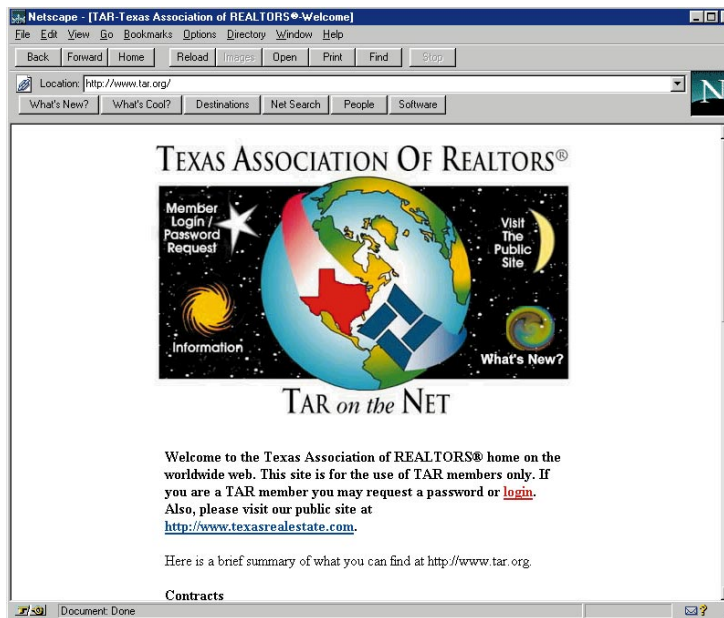 Netscape - [TAR-Texas Association of REALTORS®-Welcome]
File Edit View Go Bookmarks Options Directory Window Help
Back Forward Home Reload Images Open Print Find Stop
Location: http://www.tar.org/
What's New? What's Cool? Destinations Net Search People Software
N
TEXAS ASSOCIATION OF REALTORS®
Member
Login /
Password
Request
Visit
The
Public
Site
Information
What's New?
TAR on the NET
Welcome to the Texas Association of REALTORS® home on the
worldwide web. This site is for the use of TAR members only. If
you are a TAR member you may request a password or login.
Also, please visit our public site at
http://www.texasrealestate.com.
Here is a brief summary of what you can find at http://www.tar.org.
Contracts
Document: Done